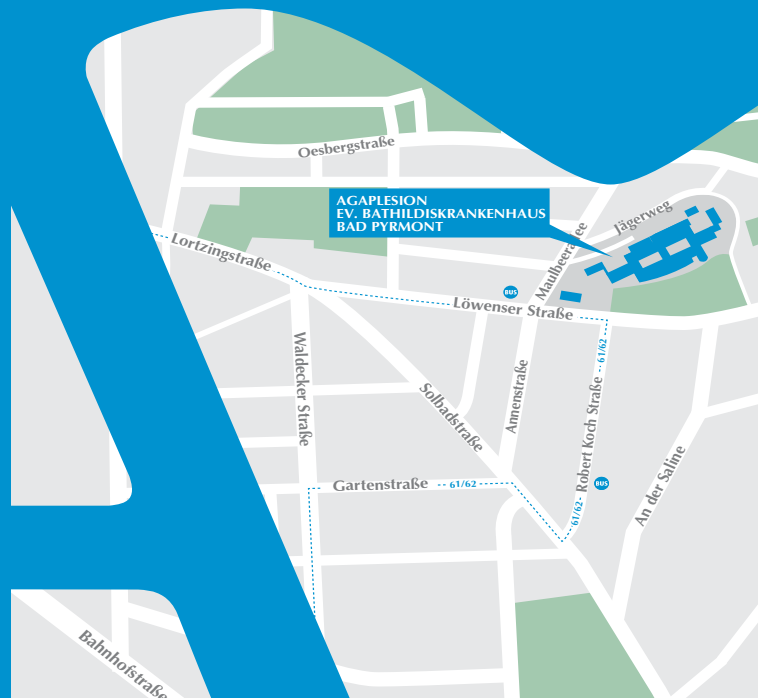 Oesbergstraße
AGAPLESION
EV. BATHILDISKRANKENHAUS
BAD PYRMONT
Jägerweg
Maulbeerallee
Lortzingstraße
BUS
Löwenser Straße
61/62
Waldecker Straße
Solbadstraße
Annenstraße
Robert Koch Straße
An der Saline
Gartenstraße
61/62
BUS
61/62
Bahnhofstraße